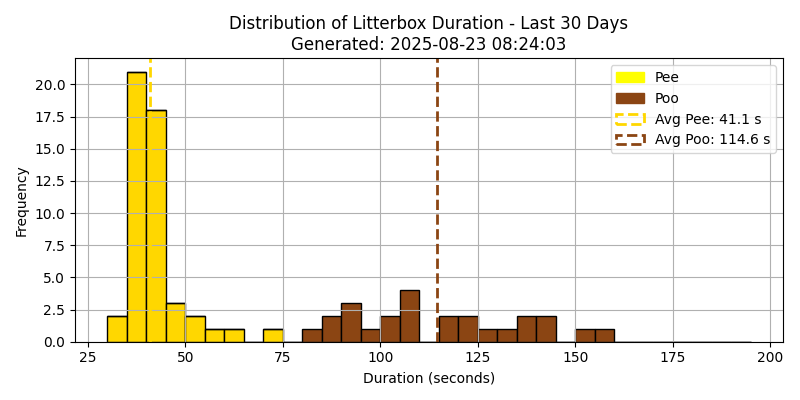 Distribution of Litterbox Duration - Last 30 Days
Generated: 2025-08-23 08:24:03
Pee
Poo
Avg Pee: 41.1 s
Avg Poo: 114.6 s
Frequency
20.0
17.5
15.0
12.5
10.0
7.5
5.0
2.5
0.0
25 50 75 100 125 150 175 200
Duration (seconds)